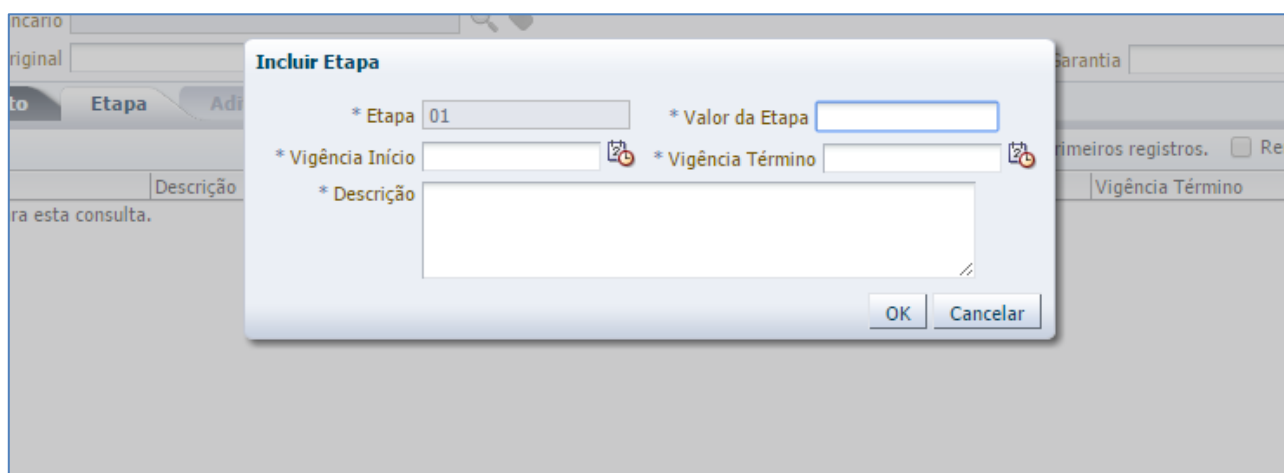 ncário
riginal
Incluir Etapa
Garantia
to Etapa Adi
* Etapa 01 * Valor da Etapa
* Vigência Início * Vigência Término
rimeiros registros. Re
Descrição * Descrição Vigência Término
ra esta consulta.
OK Cancelar